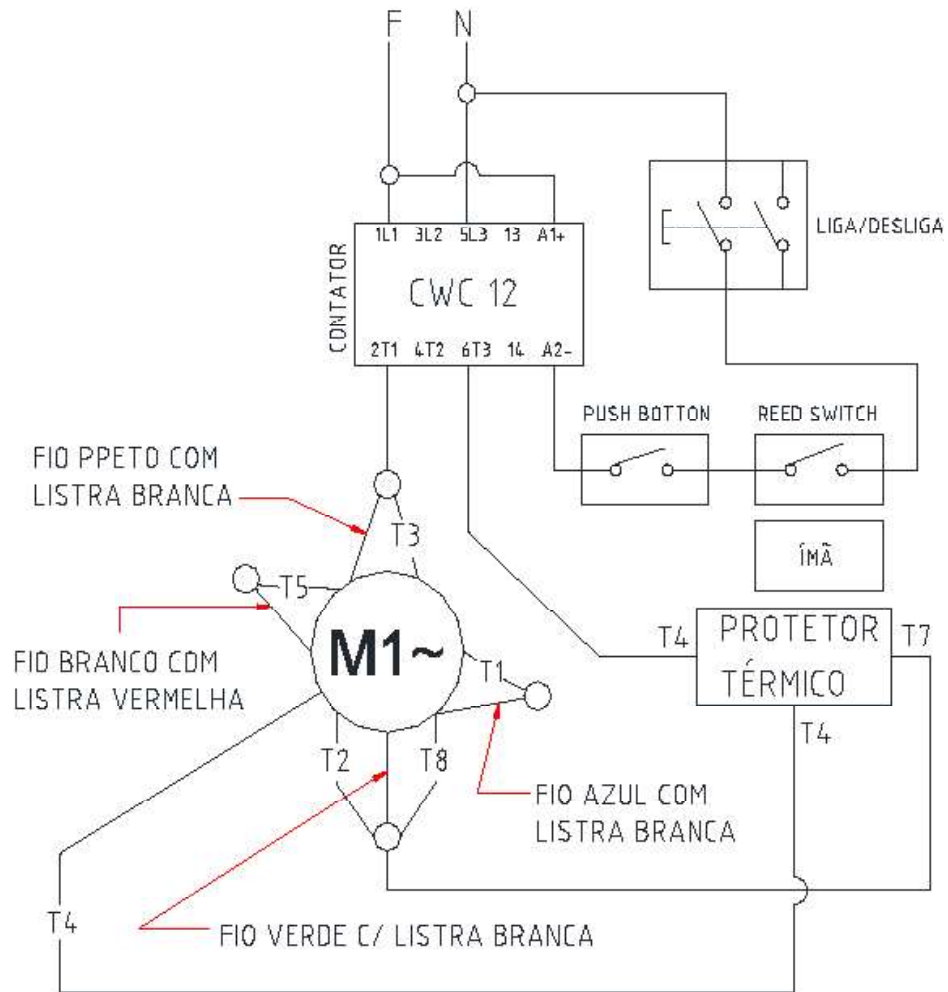 F N
LIGA/DESLIGA
1L1 3L2 5L3 13 A1+
CONTATOR
CWC 12
2T1 4T2 6T3 14 A2-
PUSH BOTTON
REED SWITCH
FIO PPETO COM
LISTRA BRANCA
T3
ÍMÃ
T5
M1~
T4
PROTETOR
TÉRMICO
T7
FIO BRANCO COM
LISTRA VERMELHA
T1
T4
T2
T8
FIO AZUL COM
LISTRA BRANCA
T4
FIO VERDE C/ LISTRA BRANCA